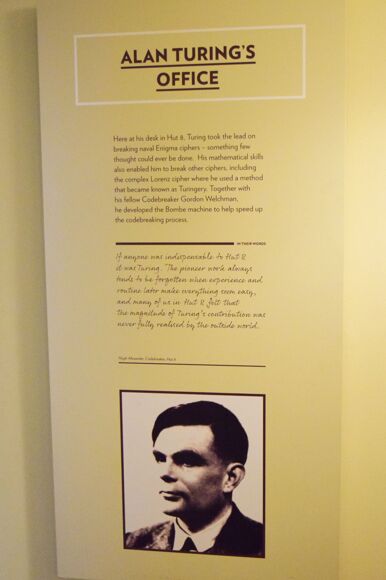 ALAN TURING'S
OFFICE
Here at his desk in Hut 8, Turing took the lead on
breaking naval Enigma ciphers – something few
thought could ever be done. His mathematical skills
also enabled him to break other ciphers, including
the complex Lorenz cipher where he used a method
that became known as Turingery. Together with
his fellow Codebreaker Gordon Welchman,
he developed the Bombe machine to help speed up
the codebreaking process.
IN THEIR WORDS
If anyone was indispensable to Hut 8
it was Turing. The pioneer work always
tends to be forgotten when experience and
routine later make everything seem easy,
and many of us in Hut 8 felt that
the magnitude of Turing's contribution was
never fully realised by the outside world.
Hugh Alexander, Codebreaker, Hut 8